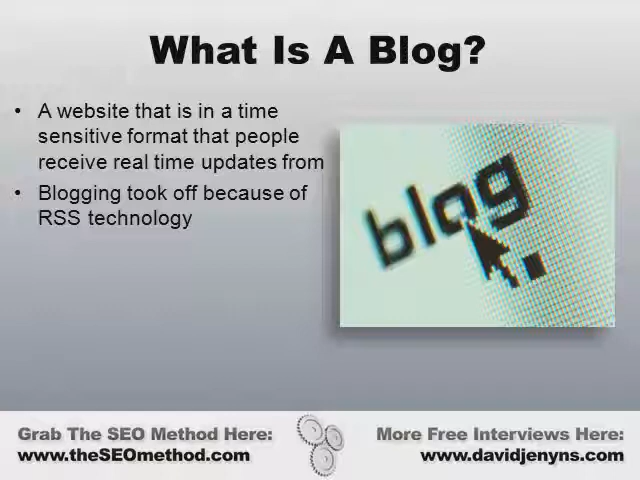 What Is A Blog?
• A website that is in a time
sensitive format that people
receive real time updates from
• Blogging took off because of
RSS technology
blog
Grab The SEO Method Here:
www.theSEOmethod.com
More Free Interviews Here:
www.davidjenyns.com